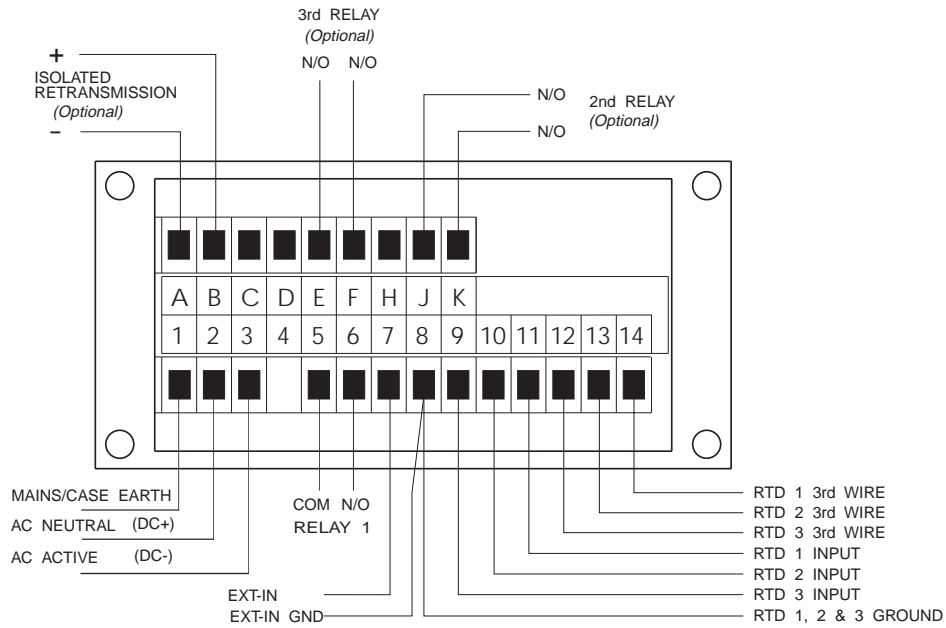 3rd RELAY
(Optional)
N/O N/O
+
ISOLATED
RETRANSMISSION
(Optional)
−
N/O
N/O
2nd RELAY
(Optional)
A B C D E F H J K
1 2 3 4 5 6 7 8 9 10 11 12 13 14
MAINS/CASE EARTH
AC NEUTRAL (DC+)
AC ACTIVE (DC-)
COM N/O
RELAY 1
EXT-IN
EXT-IN GND
RTD 1 3rd WIRE
RTD 2 3rd WIRE
RTD 3 3rd WIRE
RTD 1 INPUT
RTD 2 INPUT
RTD 3 INPUT
RTD 1, 2 & 3 GROUND